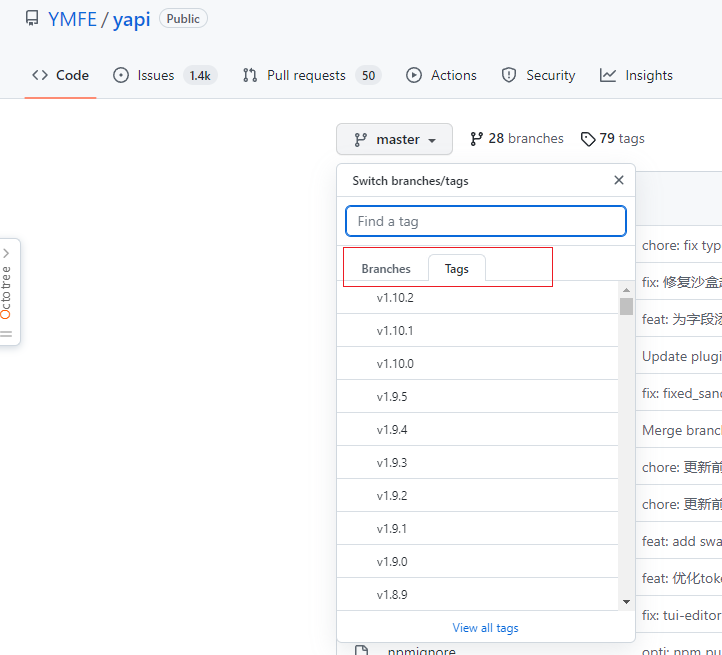 YMFE / yapi Public
Code Issues 1.4k Pull requests 50 Actions Security Insights
master 28 branches 79 tags
Switch branches/tags
Find a tag
Branches Tags
v1.10.2
v1.10.1
v1.10.0
v1.9.5
v1.9.4
v1.9.3
v1.9.2
v1.9.1
v1.9.0
v1.8.9
View all tags
Octotree
chore: fix typ
fix: 修复沙盒
feat: 为字段
Update plugi
fix: fixed_san
Merge branc
chore: 更新前
chore: 更新前
feat: add swa
feat: 优化tok
fix: tui-editor
npmignore
opti: npm pu